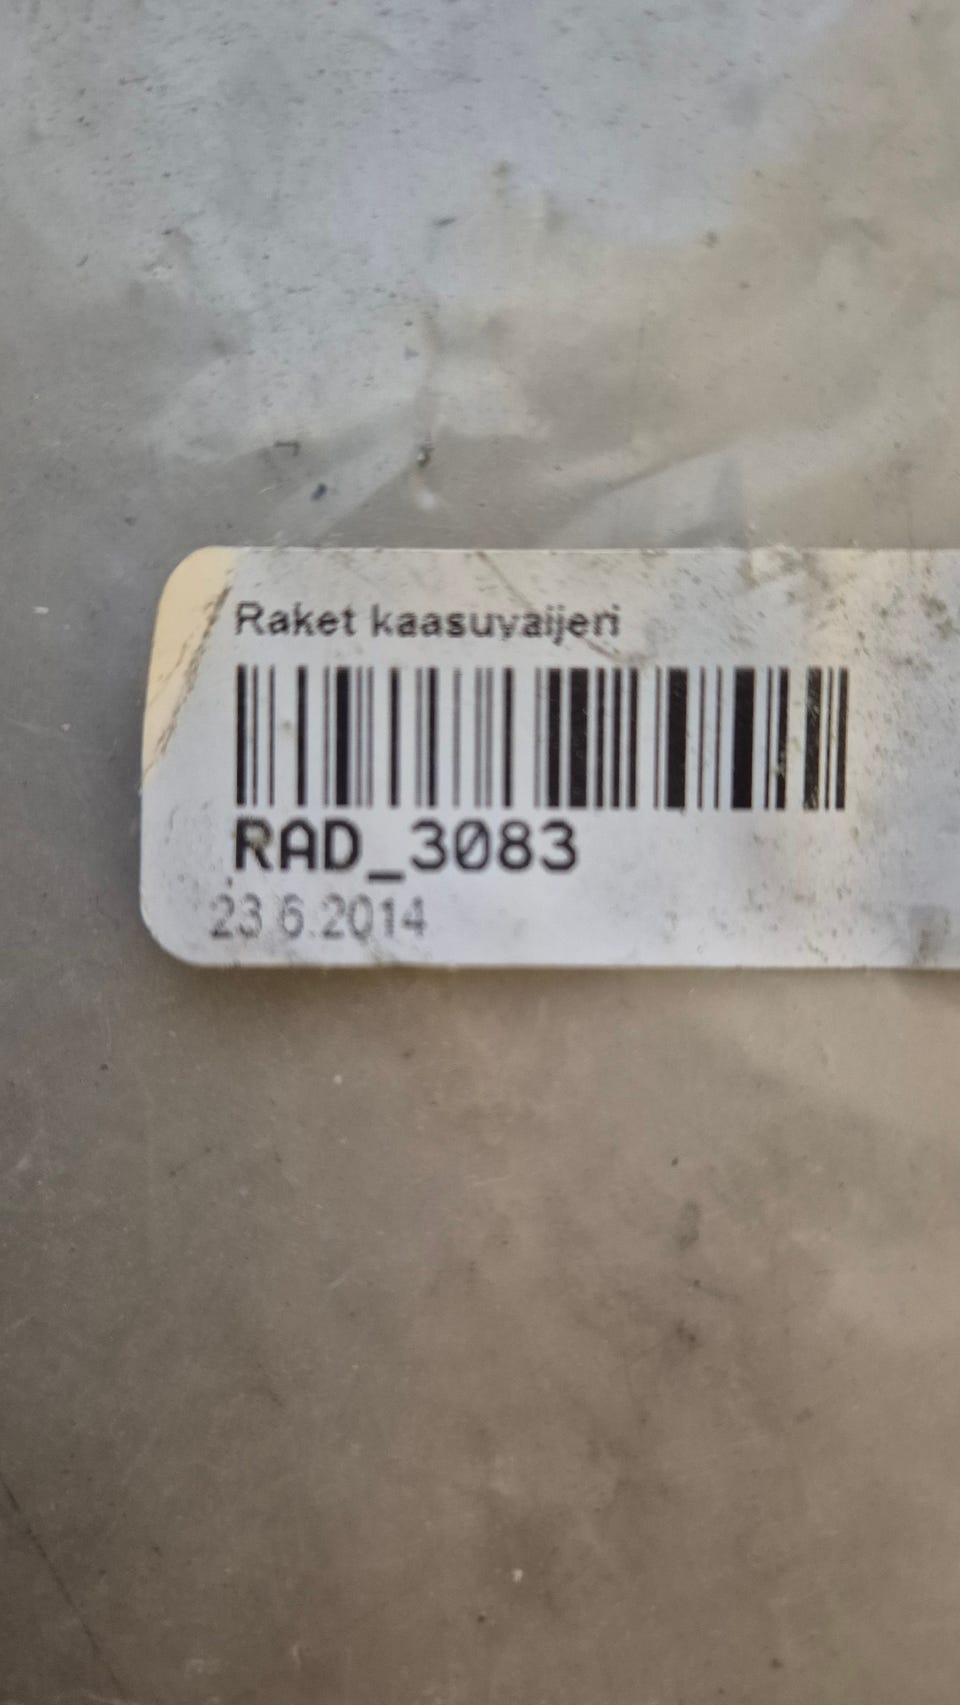 Raket kaasuvaijeri
RAD_3083
23.6.2014